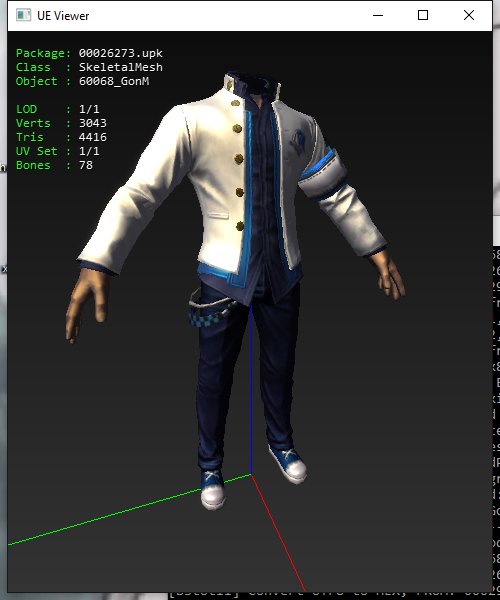 UE Viewer
Package: 00026273.upk
Class : SkeletalMesh
Object : 60068_GonM
LOD : 1/1
Verts : 3043
Tris : 4416
UV Set : 1/1
Bones : 78